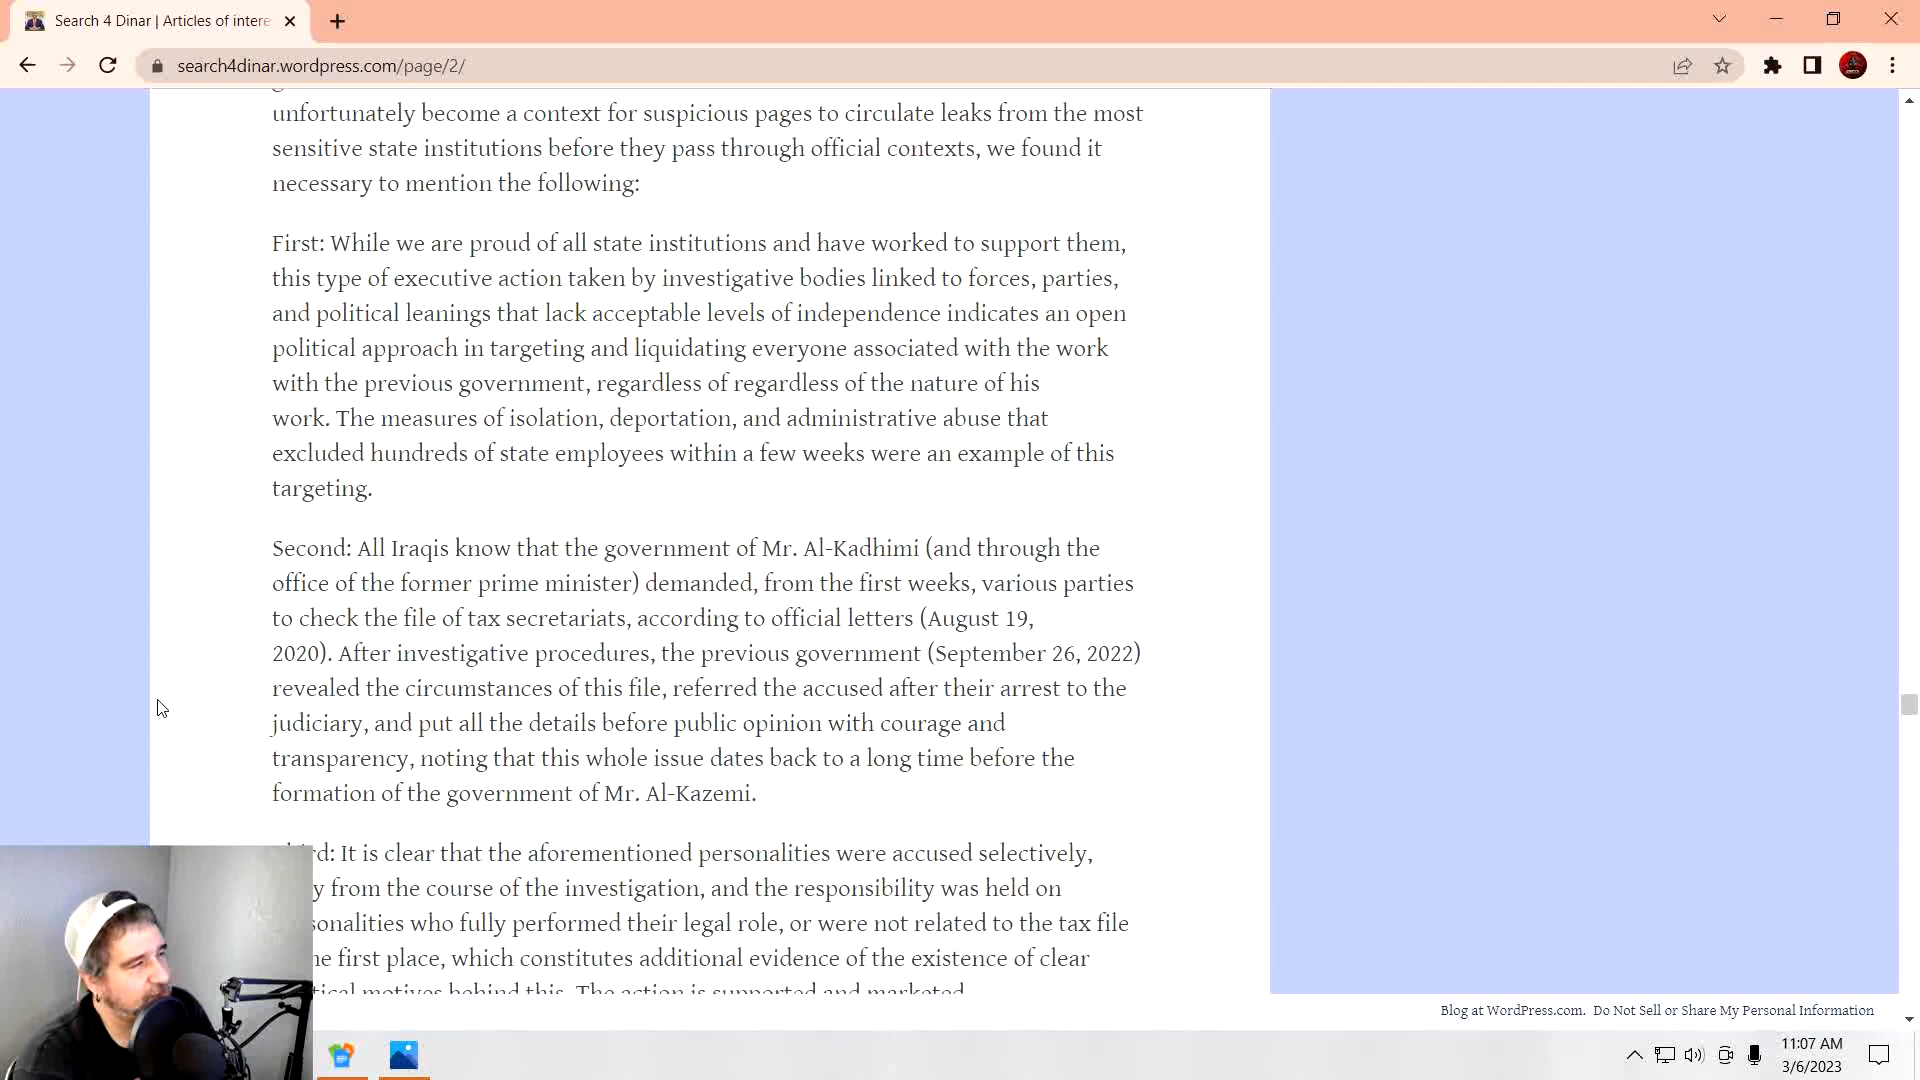 Search 4 Dinar | Articles of intere
search4dinar.wordpress.com/page/2/
unfortunately become a context for suspicious pages to circulate leaks from the most
sensitive state institutions before they pass through official contexts, we found it
necessary to mention the following:
First: While we are proud of all state institutions and have worked to support them,
this type of executive action taken by investigative bodies linked to forces, parties,
and political leanings that lack acceptable levels of independence indicates an open
political approach in targeting and liquidating everyone associated with the work
with the previous government, regardless of regardless of the nature of his
work. The measures of isolation, deportation, and administrative abuse that
excluded hundreds of state employees within a few weeks were an example of this
targeting.
Second: All Iraqis know that the government of Mr. Al-Kadhimi (and through the
office of the former prime minister) demanded, from the first weeks, various parties
to check the file of tax secretariats, according to official letters (August 19,
2020). After investigative procedures, the previous government (September 26, 2022)
revealed the circumstances of this file, referred the accused after their arrest to the
judiciary, and put all the details before public opinion with courage and
transparency, noting that this whole issue dates back to a long time before the
formation of the government of Mr. Al-Kazemi.
rd: It is clear that the aforementioned personalities were accused selectively,
y from the course of the investigation, and the responsibility was held on
sonalities who fully performed their legal role, or were not related to the tax file
he first place, which constitutes additional evidence of the existence of clear
tical motives behind this. The action is supported and marketed
Blog at WordPress.com. Do Not Sell or Share My Personal Information
11:07 AM
3/6/2023